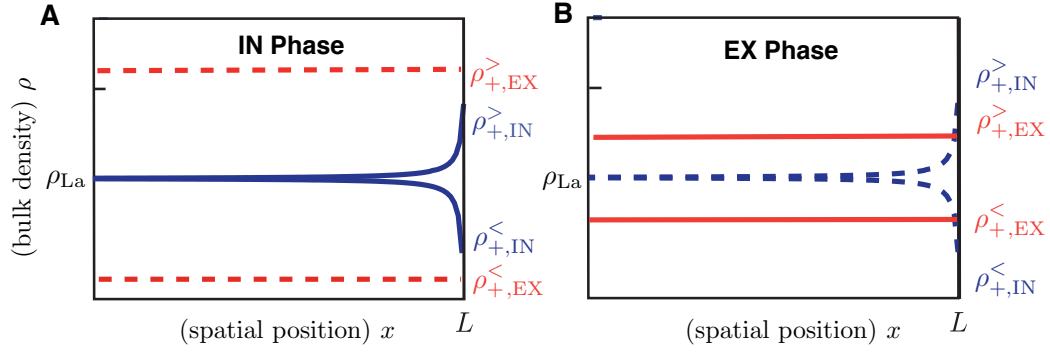 A
IN Phase
(bulk density) ρ
ρ_La
ρ^>_{+,EX}
ρ^>_{+,IN}
ρ^<_{+,IN}
ρ^<_{+,EX}
(spatial position) x
L
B
EX Phase
ρ_La
ρ^>_{+,IN}
ρ^>_{+,EX}
ρ^<_{+,EX}
ρ^<_{+,IN}
(spatial position) x
L